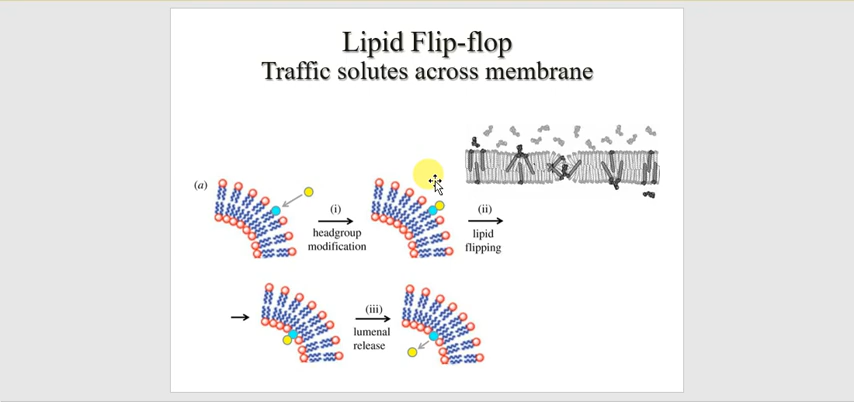 Lipid Flip-flop
Traffic solutes across membrane
(a)
(i)
headgroup
modification
(ii)
lipid
flipping
(iii)
lumenal
release